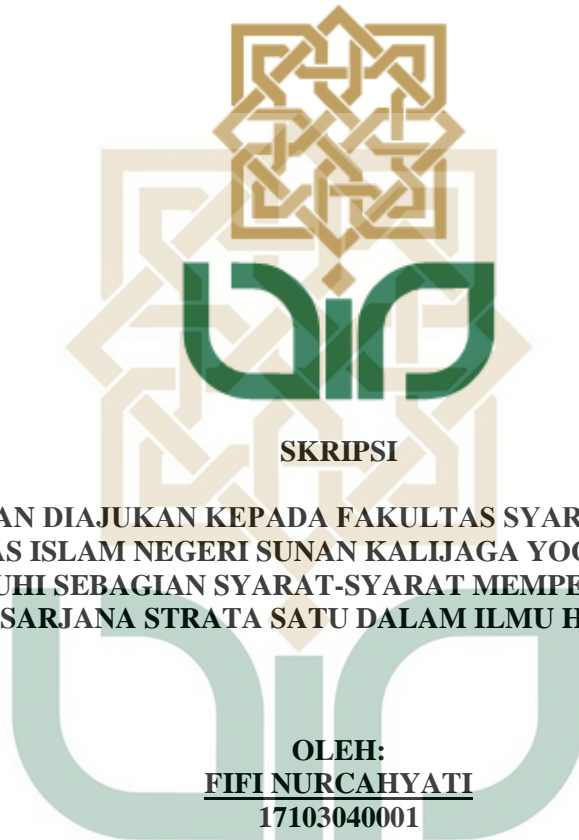 SKRIPSI
AN DIAJUKAN KEPADA FAKULTAS SYAR
AS ISLAM NEGERI SUNAN KALIJAGA YOG
UHI SEBAGIAN SYARAT-SYARAT MEMPE
SARJANA STRATA SATU DALAM ILMU H
OLEH:
FIFI NURCAHYATI
17103040001